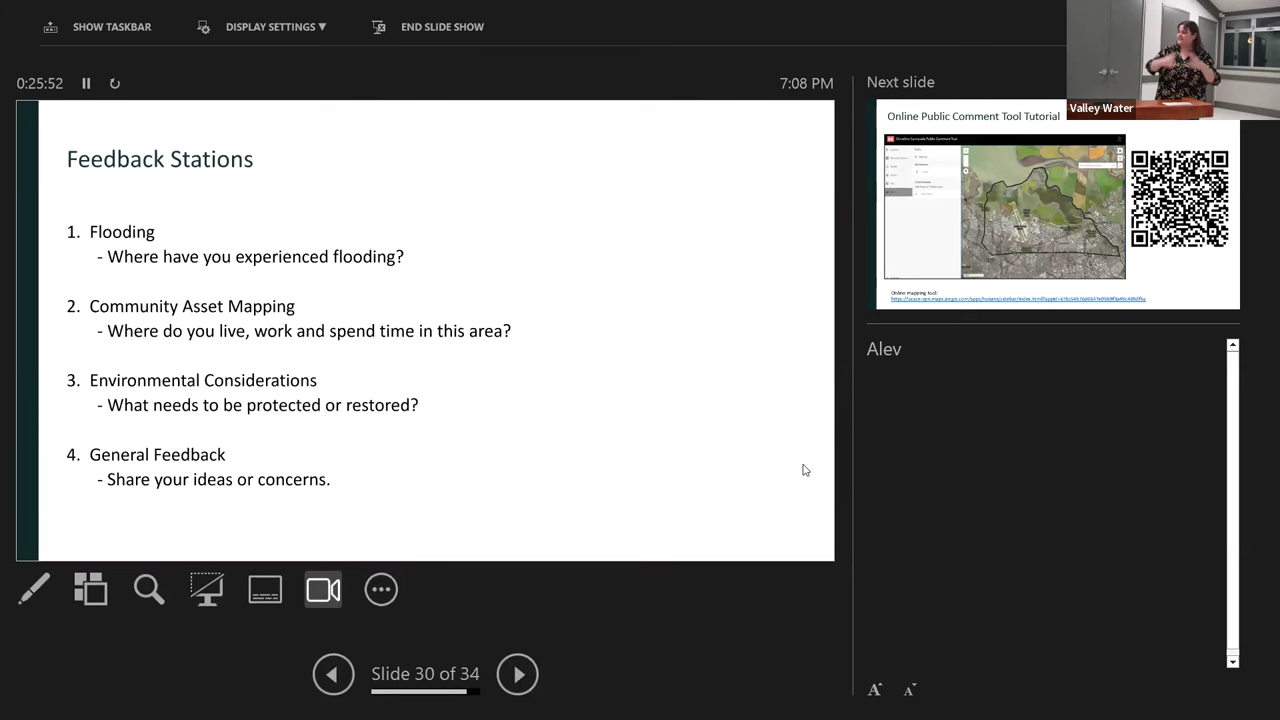 SHOW TASKBAR
DISPLAY SETTINGS ▼
END SLIDE SHOW
Valley Water
0:25:52
7:08 PM
Feedback Stations
1. Flooding
- Where have you experienced flooding?
2. Community Asset Mapping
- Where do you live, work and spend time in this area?
3. Environmental Considerations
- What needs to be protected or restored?
4. General Feedback
- Share your ideas or concerns.
Slide 30 of 34
Next slide
Online Public Comment Tool Tutorial
Online mapping tool:
Alev
A A